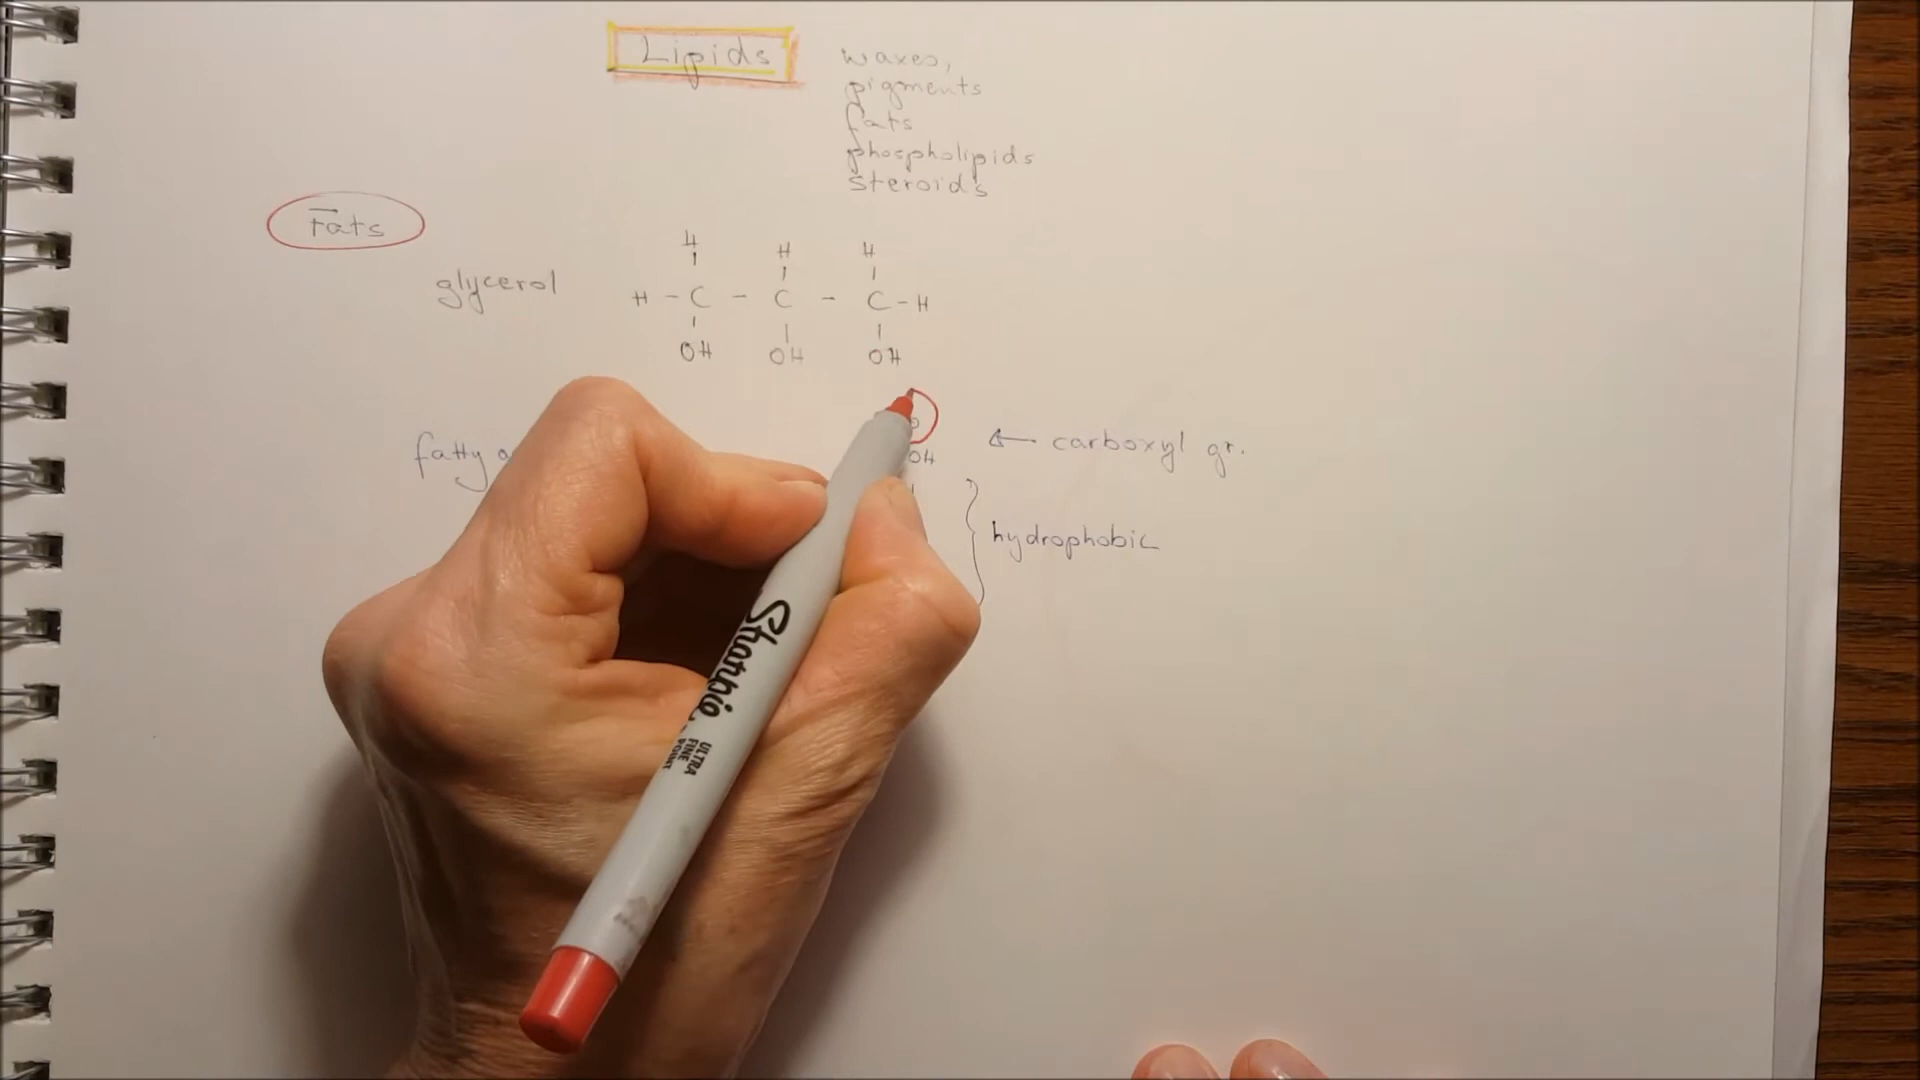 Lipids
waxes,
pigments
fats
phospholipids
steroids
Fats
glycerol
H H H
H - C - C - C - H
OH OH OH
fatty
OH
← carboxyl gr.
hydrophobic
Sharpie
ULTRA
FINE
POINT